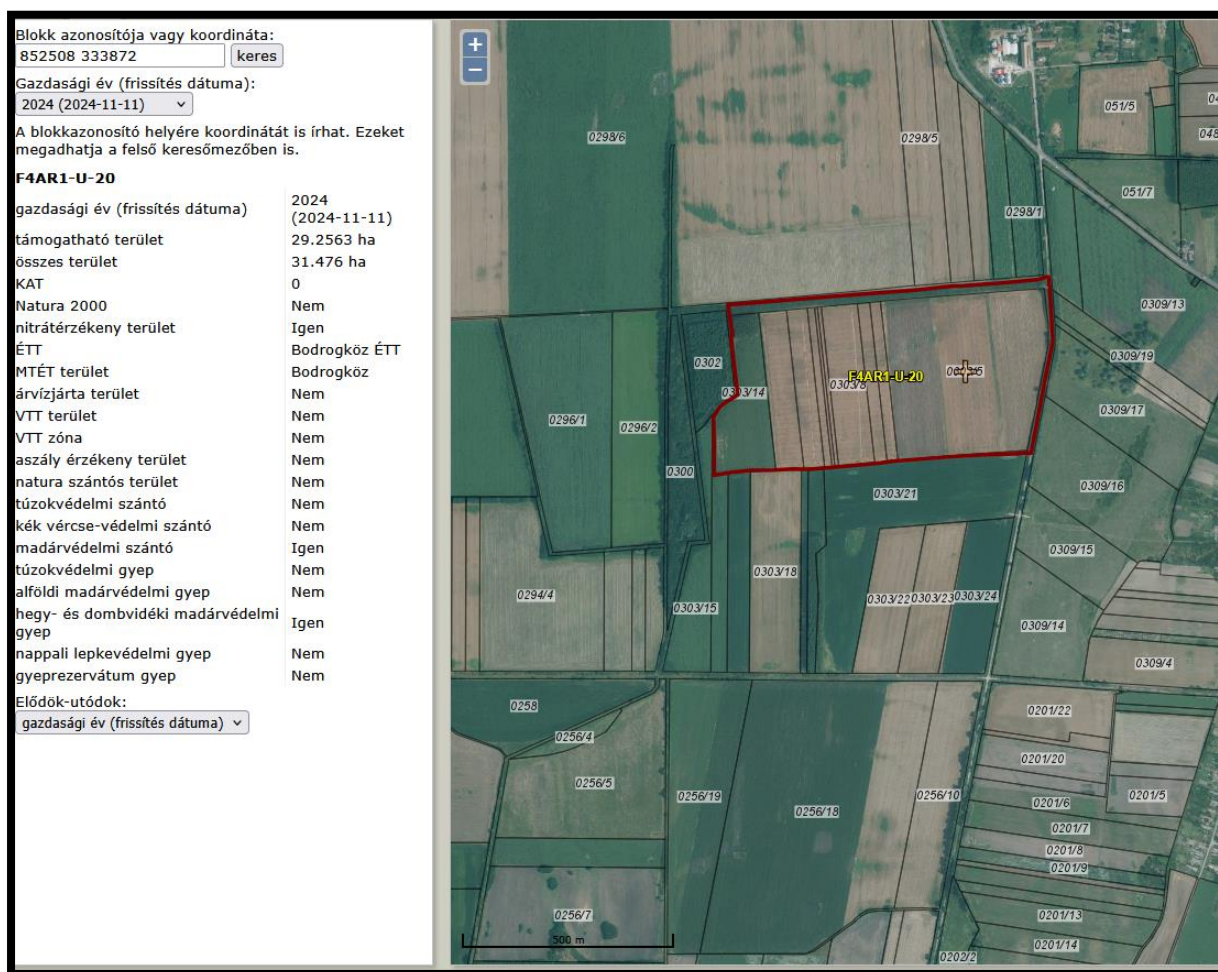 Blokk azonosítója vagy koordináta:
852508 333872 keres
Gazdasági év (frissítés dátuma):
2024 (2024-11-11)
A blokkazonosító helyére koordinátát is írhat. Ezeket
megadhatja a felső keresőmezőben is.
F4AR1-U-20
gazdasági év (frissítés dátuma) 2024
(2024-11-11)
támogatható terület 29.2563 ha
összes terület 31.476 ha
KAT 0
Natura 2000 Nem
nitrátérzékeny terület Igen
ÉTT Bodrogköz ÉTT
MTÉT terület Bodrogköz
árvízjárta terület Nem
VTT terület Nem
VTT zóna Nem
aszály érzékeny terület Nem
natura szántós terület Nem
túzokvédelmi szántó Nem
kék vércse-védelmi szántó Nem
madárvédelmi szántó Igen
túzokvédelmi gyep Nem
alföldi madárvédelmi gyep Nem
hegy- és dombvidéki madárvédelmi
gyep Igen
nappali lepkevédelmi gyep Nem
gyeprezervátum gyep Nem
Elődök-utódok:
gazdasági év (frissítés dátuma)
+
−
051/5
0298/6
0298/5
051/7
0298/1
0309/13
0302
0309/19
F4AR1-U-20
0303/8
0303/14
0309/17
0296/1
0296/2
0300
0309/16
0303/21
0309/15
0303/18
0294/4
0303/22
0303/23
0303/24
0303/15
0309/14
0309/4
0258
0201/22
0256/4
0201/20
0256/5
0256/19
0256/10
0201/5
0201/6
0256/18
0201/7
0201/8
0201/9
0256/7
0201/13
500 m
0201/14
0202/2